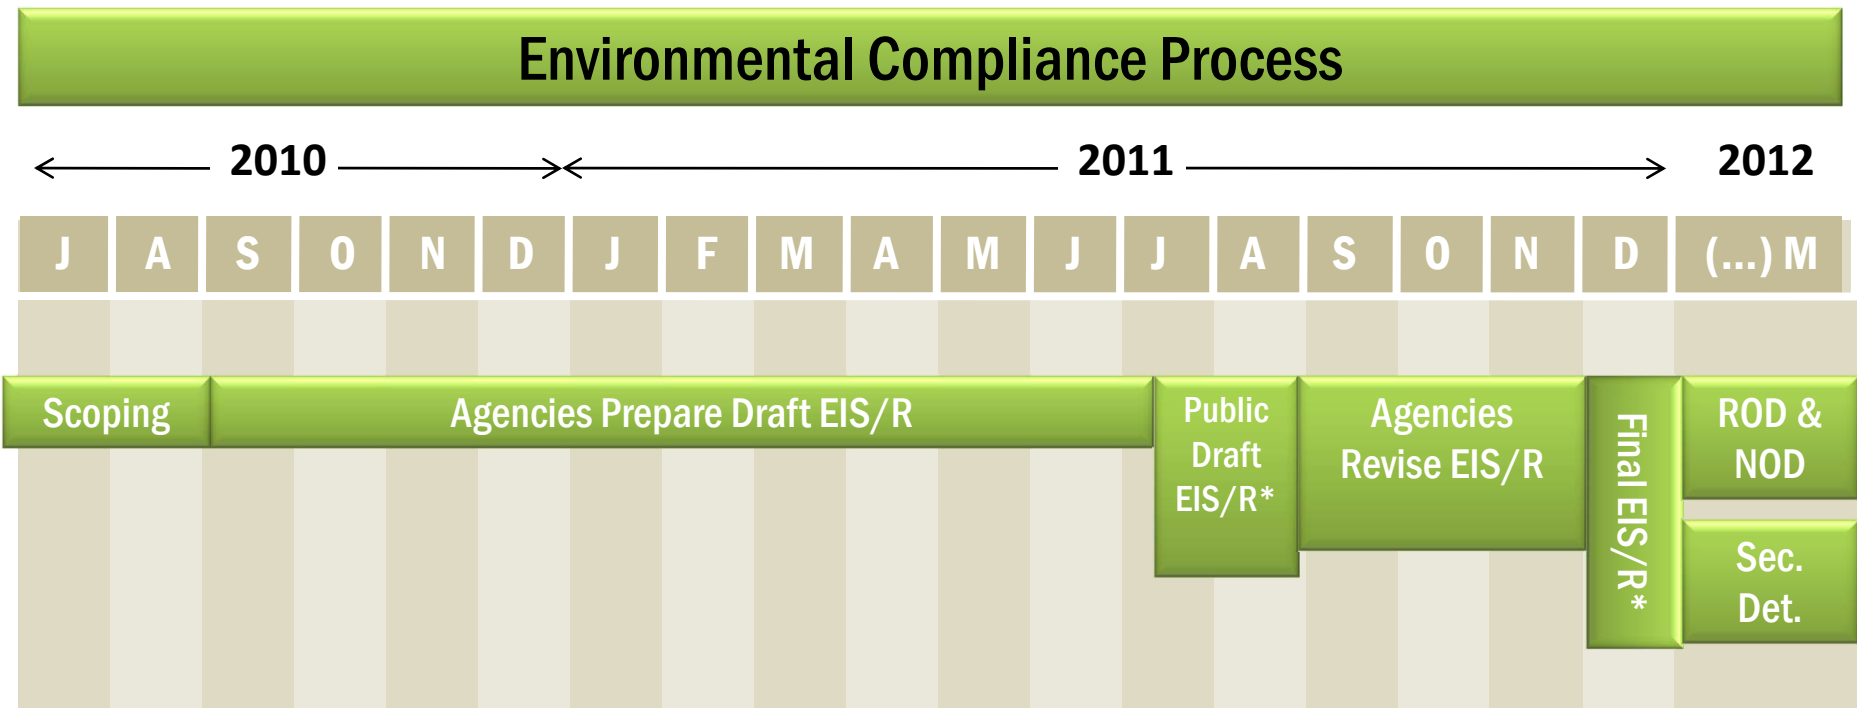 Environmental Compliance Process
2010 2011 2012
J A S O N D J F M A M J J A S O N D (...) M
Scoping
Agencies Prepare Draft EIS/R
Public
Draft
EIS/R*
Agencies
Revise EIS/R
Final EIS/R*
ROD &
NOD
Sec.
Det.